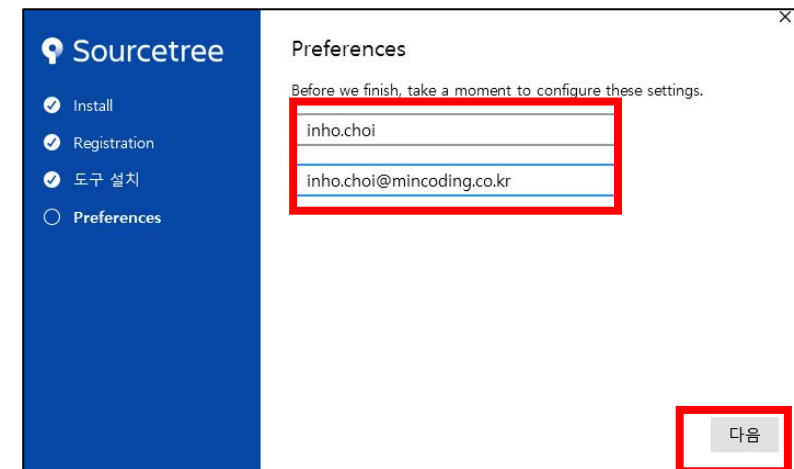 Sourcetree
Install
Registration
도구 설치
Preferences
Preferences
Before we finish, take a moment to configure these settings.
inho.choi
inho.choi@mincoding.co.kr
다음